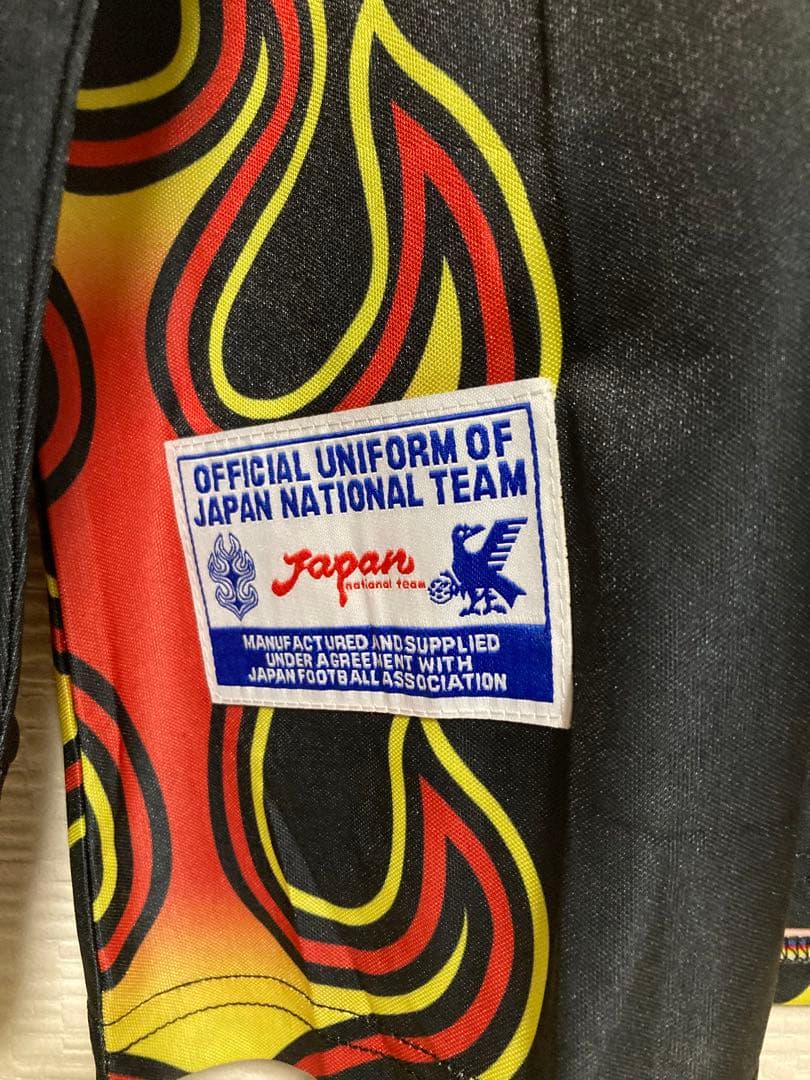 OFFICIAL UNIFORM OF
JAPAN NATIONAL TEAM
Japan
national team
MANUFACTURED AND SUPPLIED
UNDER AGREEMENT WITH
JAPAN FOOTBALL ASSOCIATION